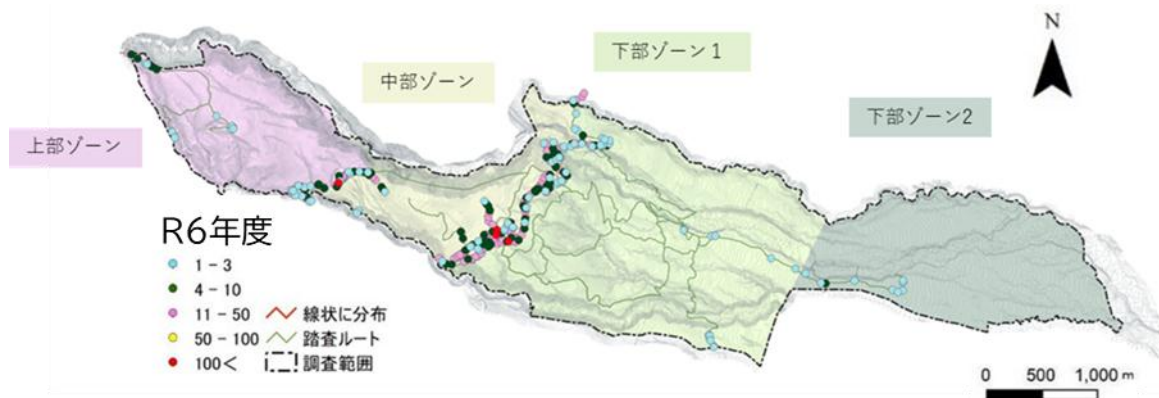 N
下部ゾーン1
中部ゾーン
下部ゾーン2
上部ゾーン
R6年度
1 - 3
4 - 10
11 - 50 線状に分布
50 - 100 踏査ルート
100< 調査範囲
0 500 1,000 m